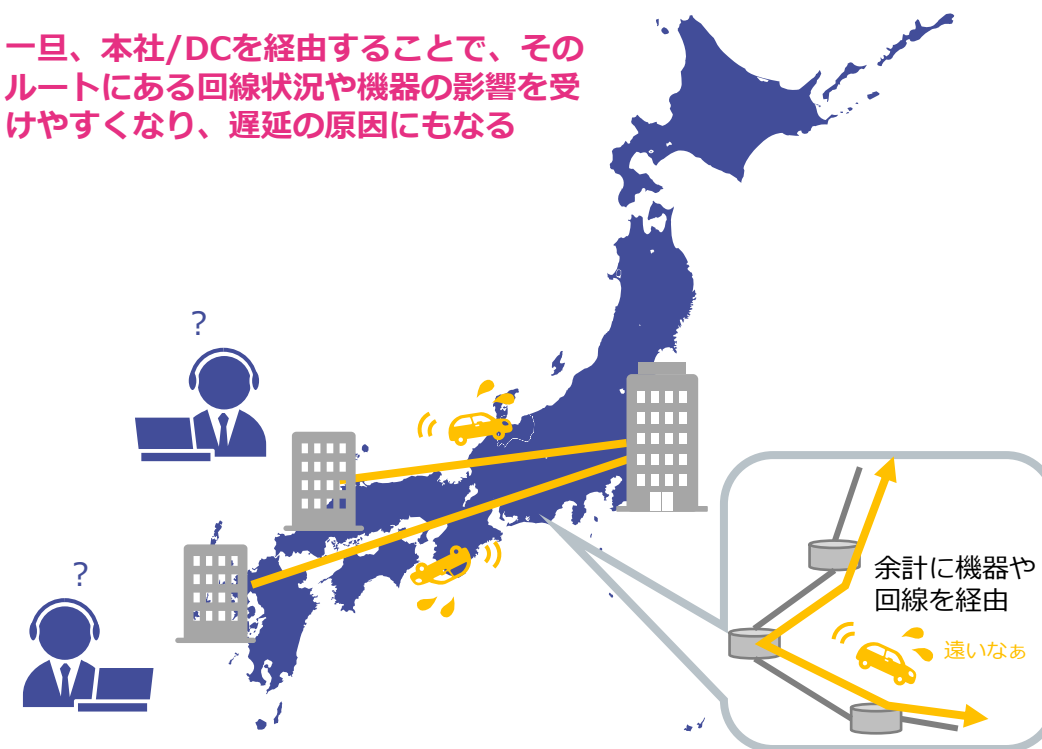 一旦、本社/DCを経由することで、その
ルートにある回線状況や機器の影響を受
けやすくなり、遅延の原因にもなる
?
?
余計に機器や
回線を経由
遠いなぁ